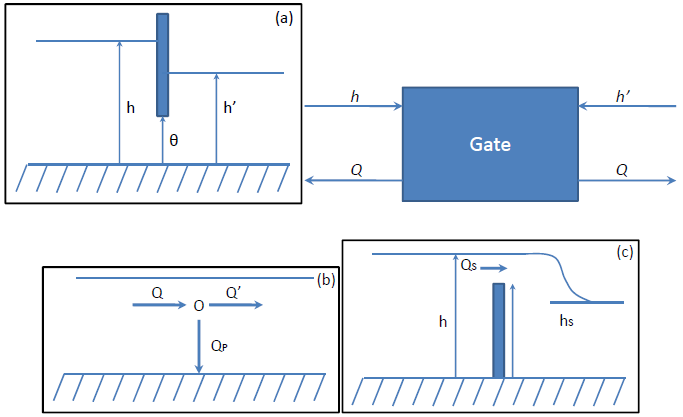 (a)
h
h′
θ
h
h′
Gate
Q
Q
(b)
Q
Q′
O
QP
(c)
Qs
h
hs